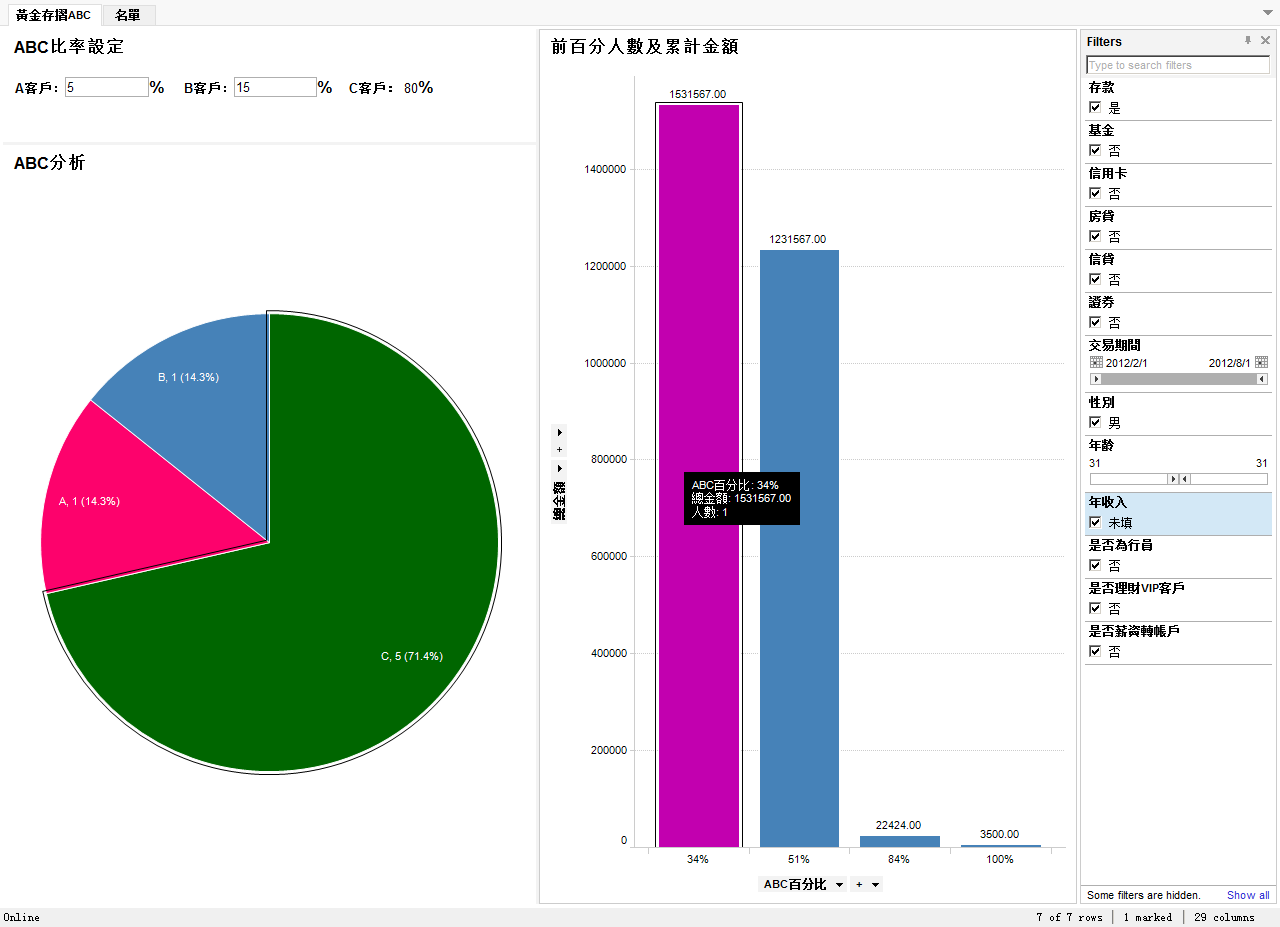 黃金存摺ABC 名單
ABC比率設定
A客戶: 5 % B客戶: 15 % C客戶: 80%
ABC分析
B, 1 (14.3%)
A, 1 (14.3%)
C, 5 (71.4%)
前百分人數及累計金額
1531567.00
1400000
1231567.00
1200000
1000000
800000
600000
400000
200000
0
22424.00
3500.00
總金額
+
ABC百分比: 34%
總金額: 1531567.00
人數: 1
34% 51% 84% 100%
ABC百分比 +
Filters
Type to search filters
存款
是
基金
否
信用卡
否
房貸
否
信貸
否
證券
否
交易期間
2012/2/1 2012/8/1
性別
男
年齡
31 31
年收入
未填
是否為行員
否
是否理財VIP客戶
否
是否薪資轉帳戶
否
Some filters are hidden. Show all
Online 7 of 7 rows 1 marked 29 columns